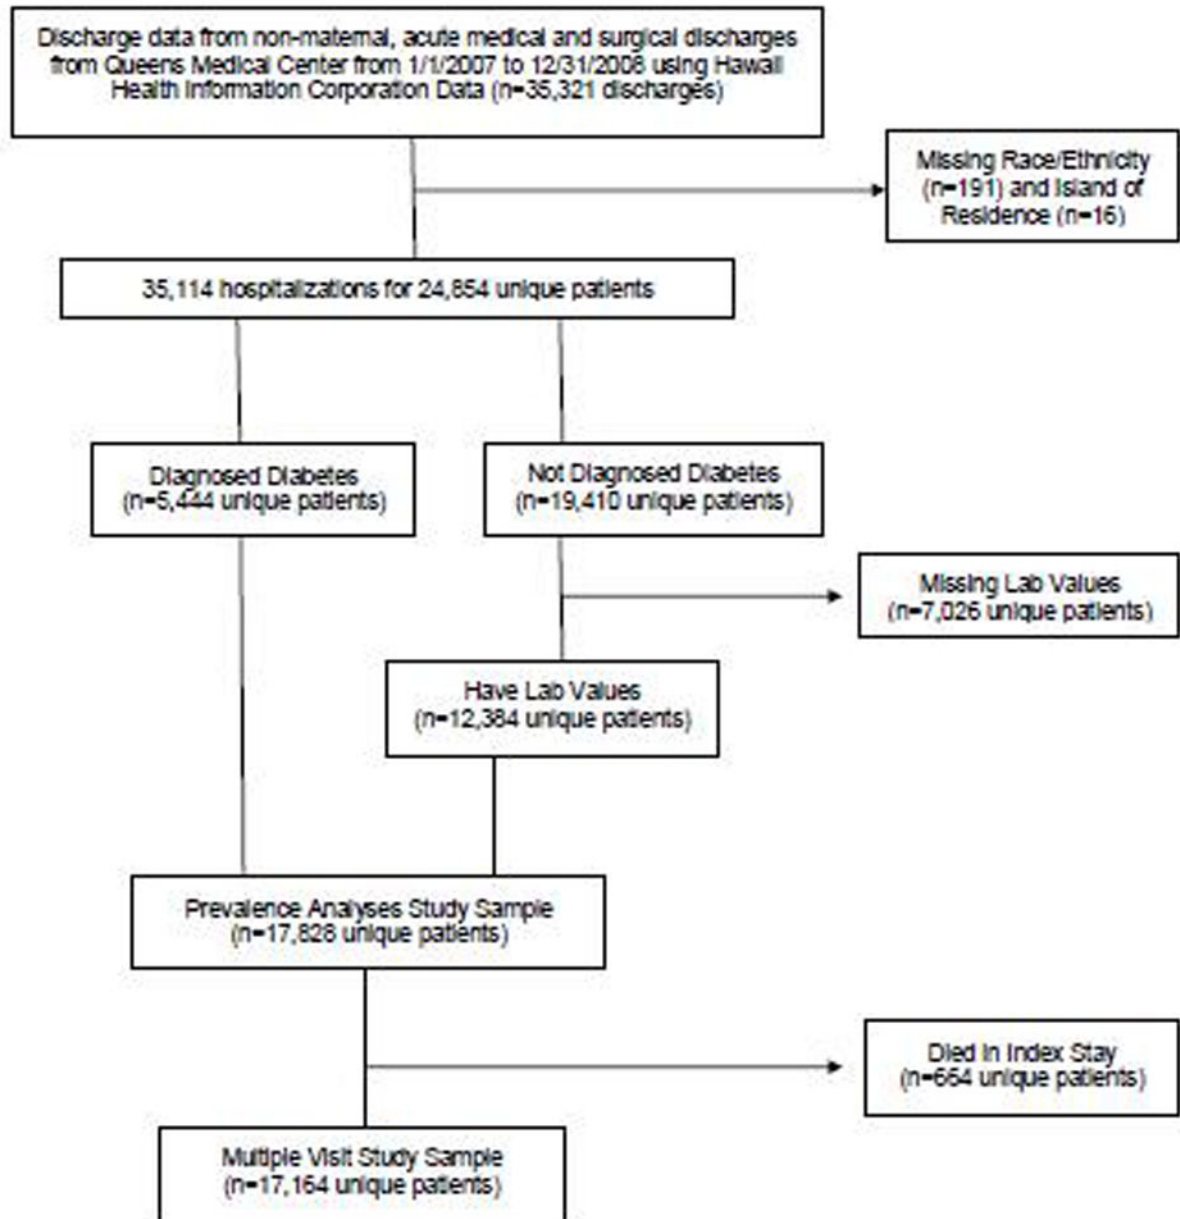 Discharge data from non-maternal, acute medical and surgical discharges
from Queens Medical Center from 1/1/2007 to 12/31/2008 using Hawaii
Health Information Corporation Data (n=35,321 discharges)
Missing Race/Ethnicity
(n=191) and Island of
Residence (n=16)
35,114 hospitalizations for 24,854 unique patients
Diagnosed Diabetes
(n=5,444 unique patients)
Not Diagnosed Diabetes
(n=19,410 unique patients)
Missing Lab Values
(n=7,026 unique patients)
Have Lab Values
(n=12,384 unique patients)
Prevalence Analyses Study Sample
(n=17,828 unique patients)
Died in Index Stay
(n=664 unique patients)
Multiple Visit Study Sample
(n=17,164 unique patients)